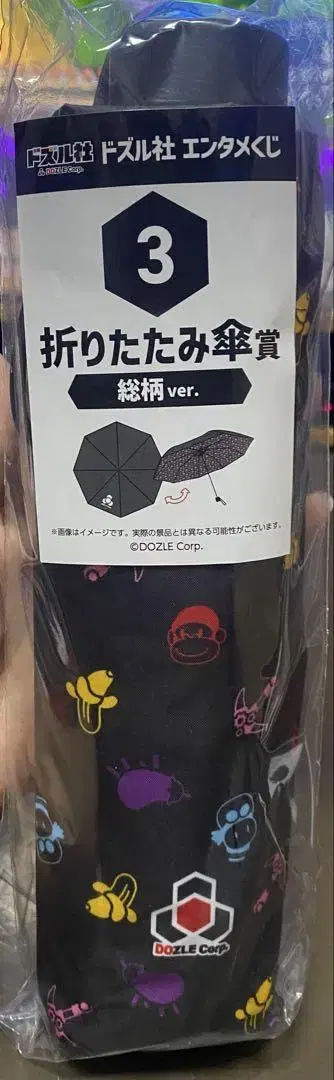 ドズル社 ドズル社 エンタメくじ
DOZLE Corp.
3
折りたたみ傘賞
総柄 ver.
※画像はイメージです。実際の景品とは異なる可能性がございます。
©DOZLE Corp.
DOZLE Corp.